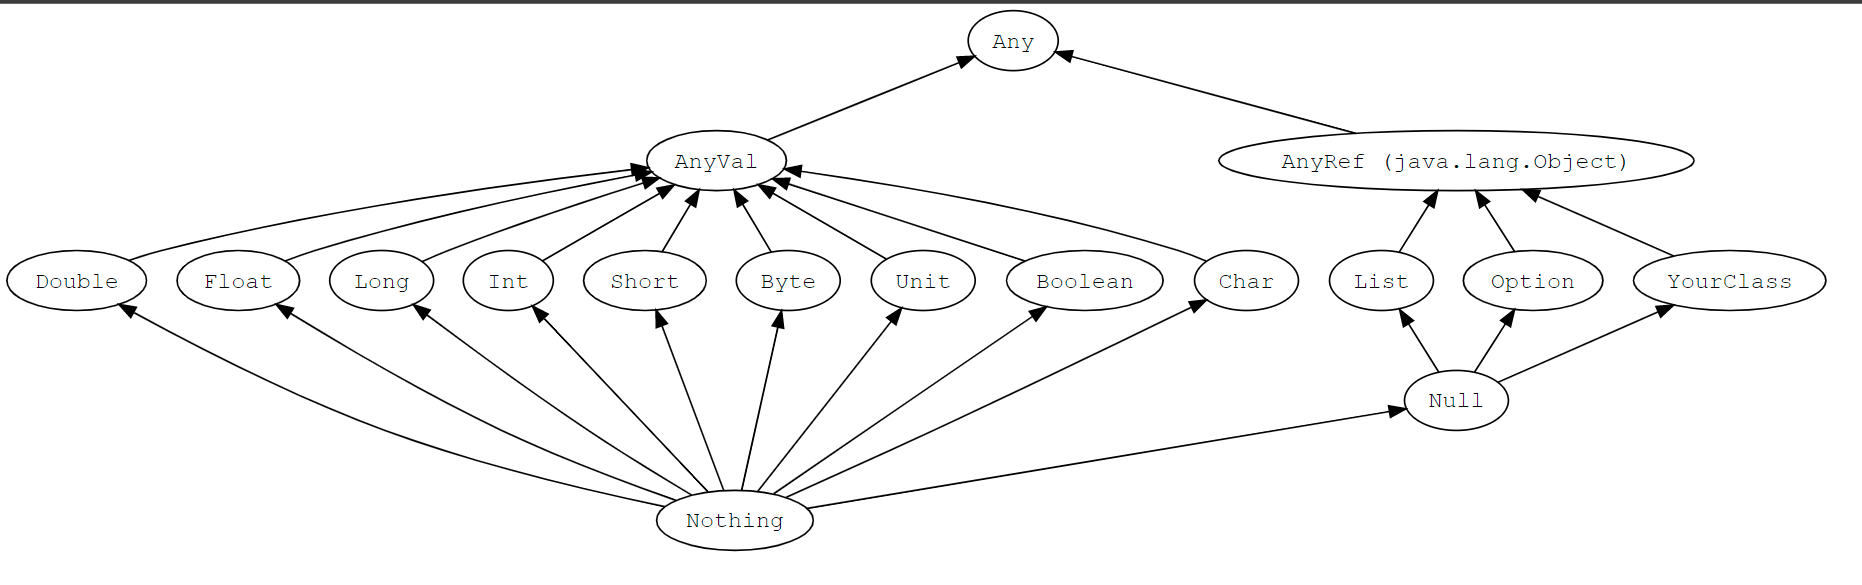 Any
AnyVal
AnyRef (java.lang.Object)
Double
Float
Long
Int
Short
Byte
Unit
Boolean
Char
List
Option
YourClass
Null
Nothing